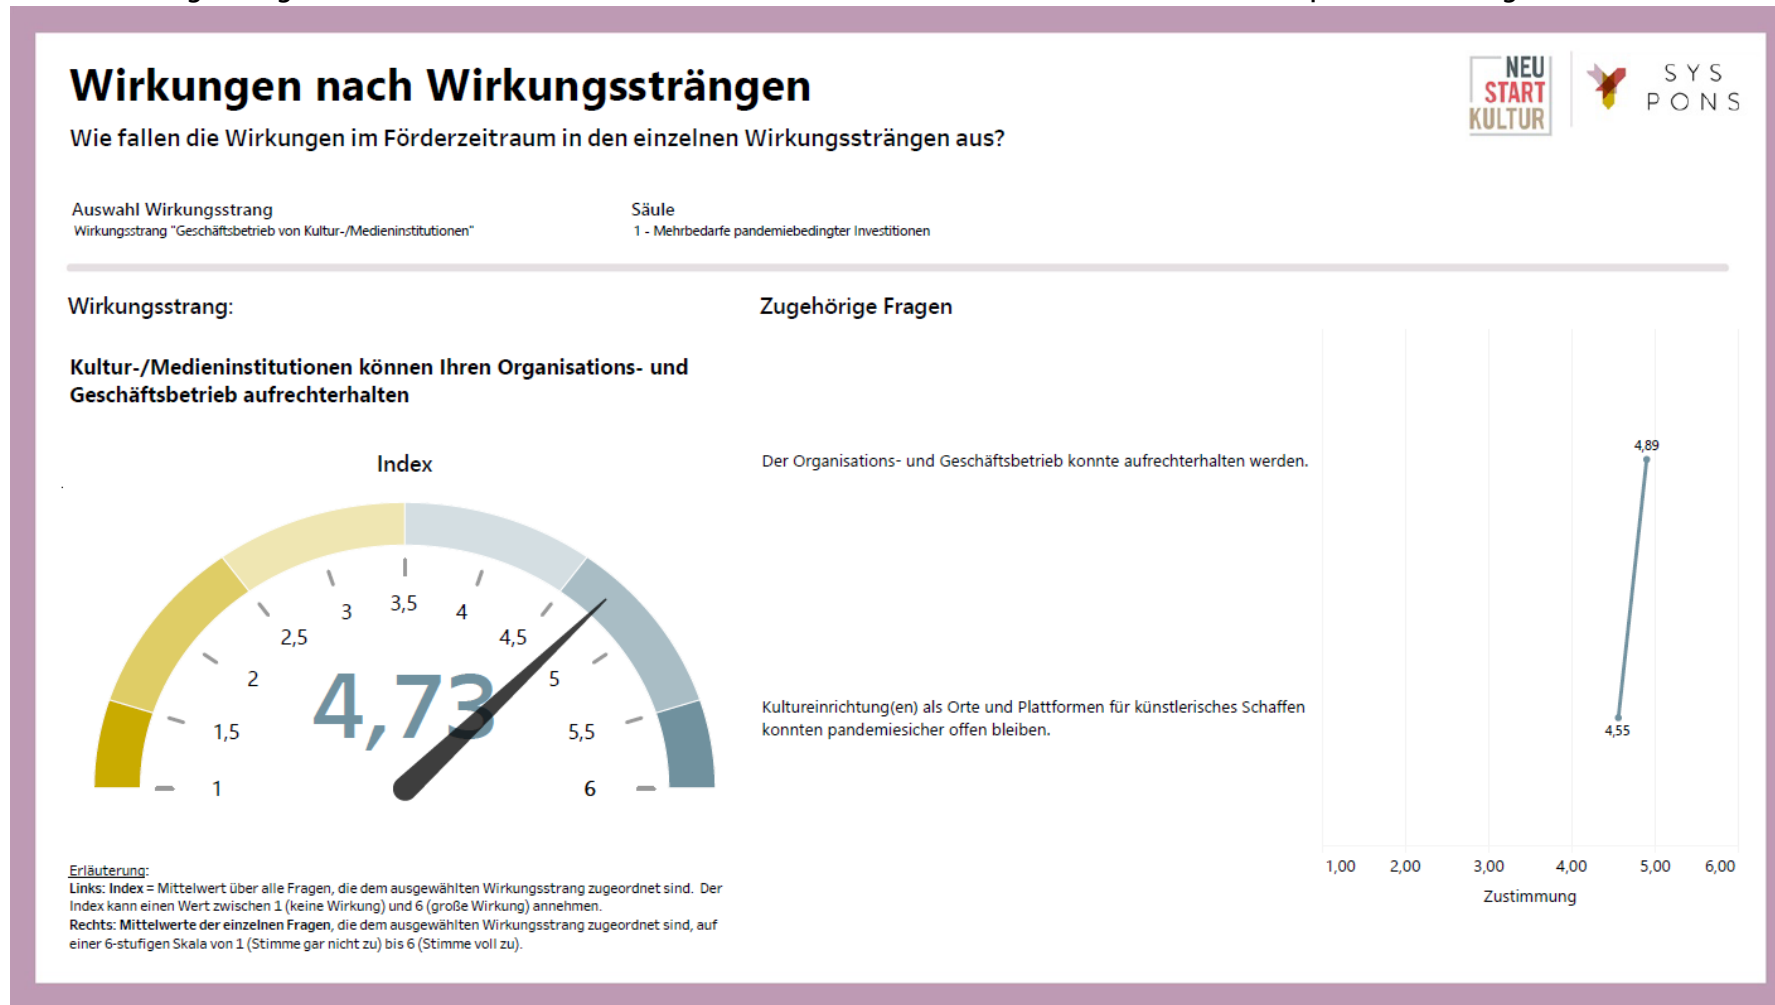 Wirkungen nach Wirkungssträngen
Wie fallen die Wirkungen im Förderzeitraum in den einzelnen Wirkungssträngen aus?
NEU
START
KULTUR
SYS
PONS
Auswahl Wirkungsstrang
Wirkungsstrang "Geschäftsbetrieb von Kultur-/Medieninstitutionen"
Säule
1 - Mehrbedarfe pandemiebedingter Investitionen
Wirkungsstrang:
Kultur-/Medieninstitutionen können Ihren Organisations- und
Geschäftsbetrieb aufrechterhalten
Index
1
1,5
2
2,5
3
3,5
4
4,5
5
5,5
6
4,73
Erläuterung:
Links: Index = Mittelwert über alle Fragen, die dem ausgewählten Wirkungsstrang zugeordnet sind. Der
Index kann einen Wert zwischen 1 (keine Wirkung) und 6 (große Wirkung) annehmen.
Rechts: Mittelwerte der einzelnen Fragen, die dem ausgewählten Wirkungsstrang zugeordnet sind, auf
einer 6-stufigen Skala von 1 (Stimme gar nicht zu) bis 6 (Stimme voll zu).
Zugehörige Fragen
Der Organisations- und Geschäftsbetrieb konnte aufrechterhalten werden.
4,89
Kultureinrichtung(en) als Orte und Plattformen für künstlerisches Schaffen
konnten pandemiesicher offen bleiben.
4,55
1,00 2,00 3,00 4,00 5,00 6,00
Zustimmung